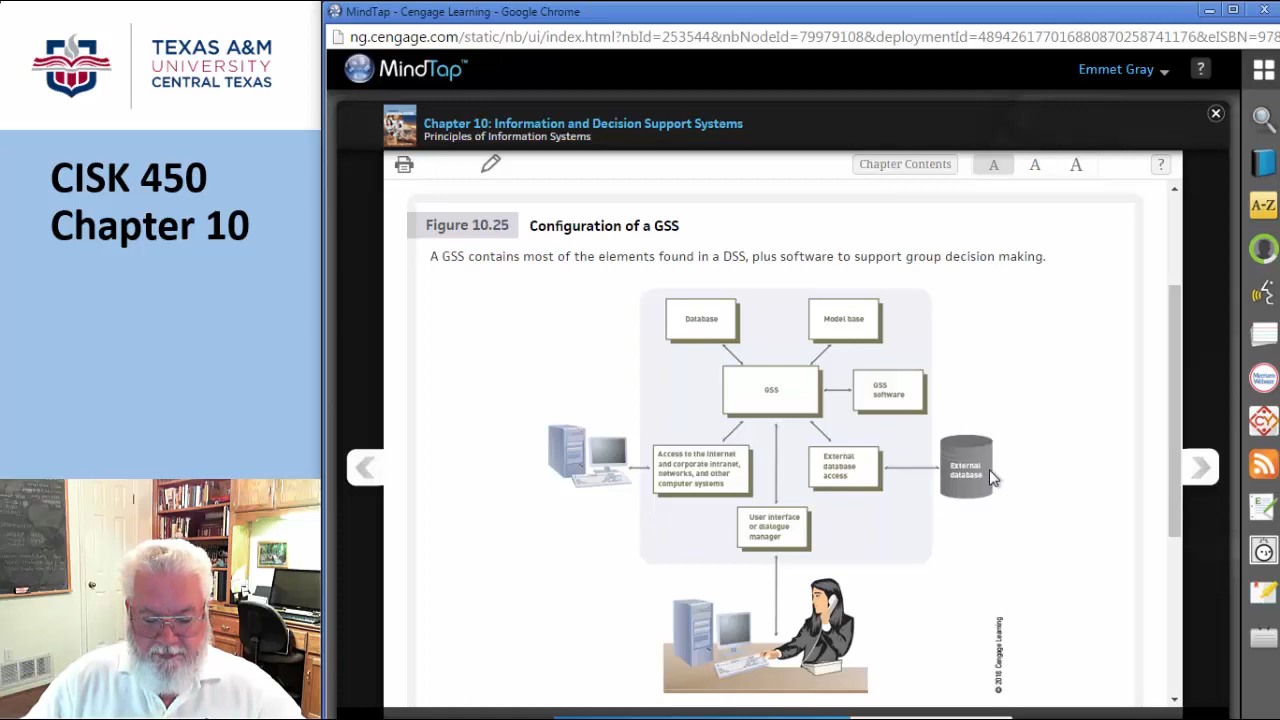 TEXAS A&M
UNIVERSITY
CENTRAL TEXAS
CISK 450
Chapter 10
MindTap - Cengage Learning - Google Chrome
ng.cengage.com/static/nb/ui/index.html?nbId=253544&nbNodeId=79979108&deploymentId=4894261770168870258741176&eISBN=978
MindTap™
Emmet Gray
?
Chapter 10: Information and Decision Support Systems
Principles of Information Systems
Chapter Contents
A
A
A
?
Figure 10.25
Configuration of a GSS
A GSS contains most of the elements found in a DSS, plus software to support group decision making.
Database
Model base
GSS
GSS
software
Access to the Internet
and corporate intranet,
networks, and other
computer systems
External
database
access
External
database
User interface
or dialogue
manager
© 2018 Cengage Learning
A-Z
Merriam
Webster